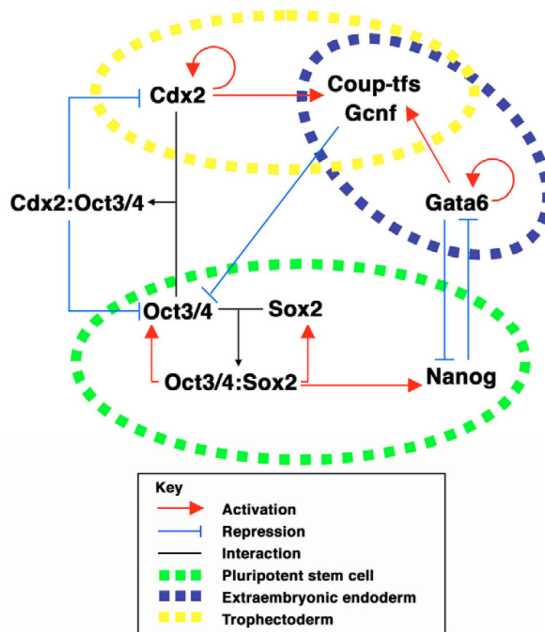 Coup-tfs
Cdx2
Gcnf
Cdx2:Oct3/4
Gata6
Oct3/4
Sox2
Oct3/4:Sox2
Nanog
Key
Activation
Repression
Interaction
Pluripotent stem cell
Extraembryonic endoderm
Trophectoderm